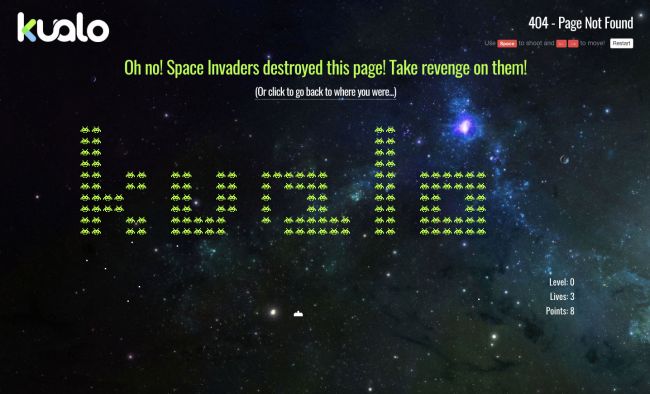 kualo
404 - Page Not Found
Use Space to shoot and to move! Restart
Oh no! Space Invaders destroyed this page! Take revenge on them!
(Or click to go back to where you were...)
kualo
Level: 0
Lives: 3
Points: 8